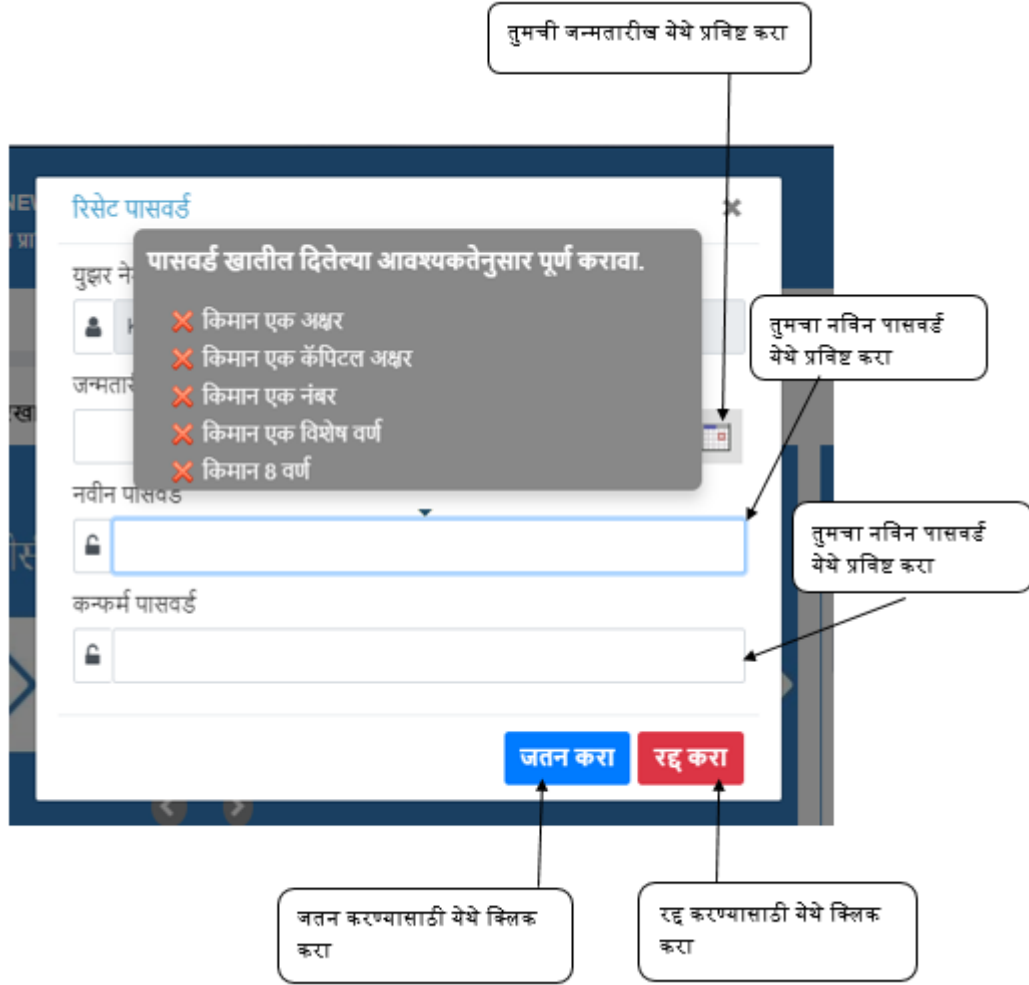 तुमची जन्मतारीख येथे प्रविष्ट करा
रिसेट पासवर्ड
पासवर्ड खालील दिलेल्या आवश्यकतेनुसार पूर्ण करावा.
युझर
किमान एक अक्षर
किमान एक कॅपिटल अक्षर
किमान एक नंबर
किमान एक विशेष वर्ण
किमान 8 वर्ण
तुमचा नविन पासवर्ड
येथे प्रविष्ट करा
नवीन पासवर्ड
तुमचा नविन पासवर्ड
येथे प्रविष्ट करा
कन्फर्म पासवर्ड
जतन करा
रद्द करा
जतन करण्यासाठी येथे क्लिक
करा
रद्द करण्यासाठी येथे क्लिक
करा